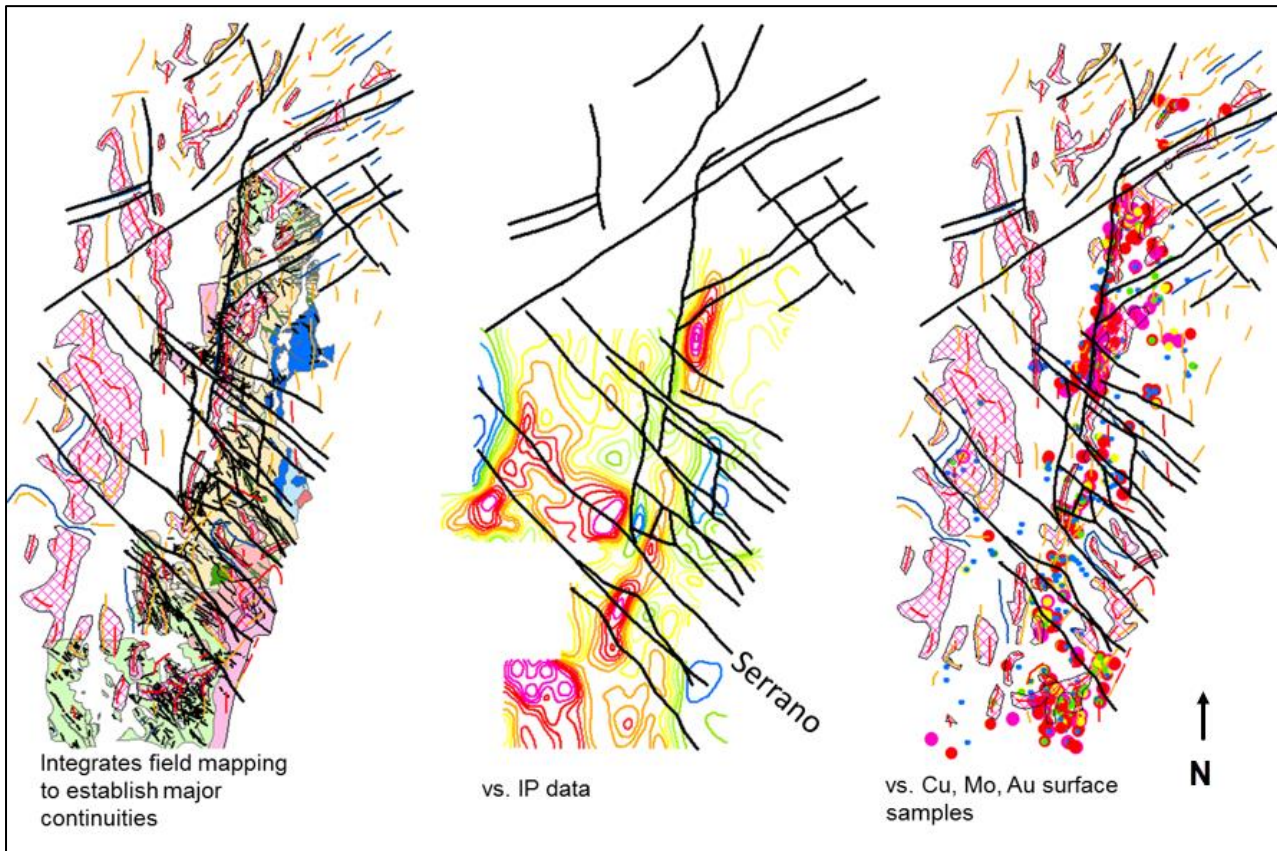 Serrano
N
Integrates field mapping
to establish major
continuities
vs. IP data
vs. Cu, Mo, Au surface
samples